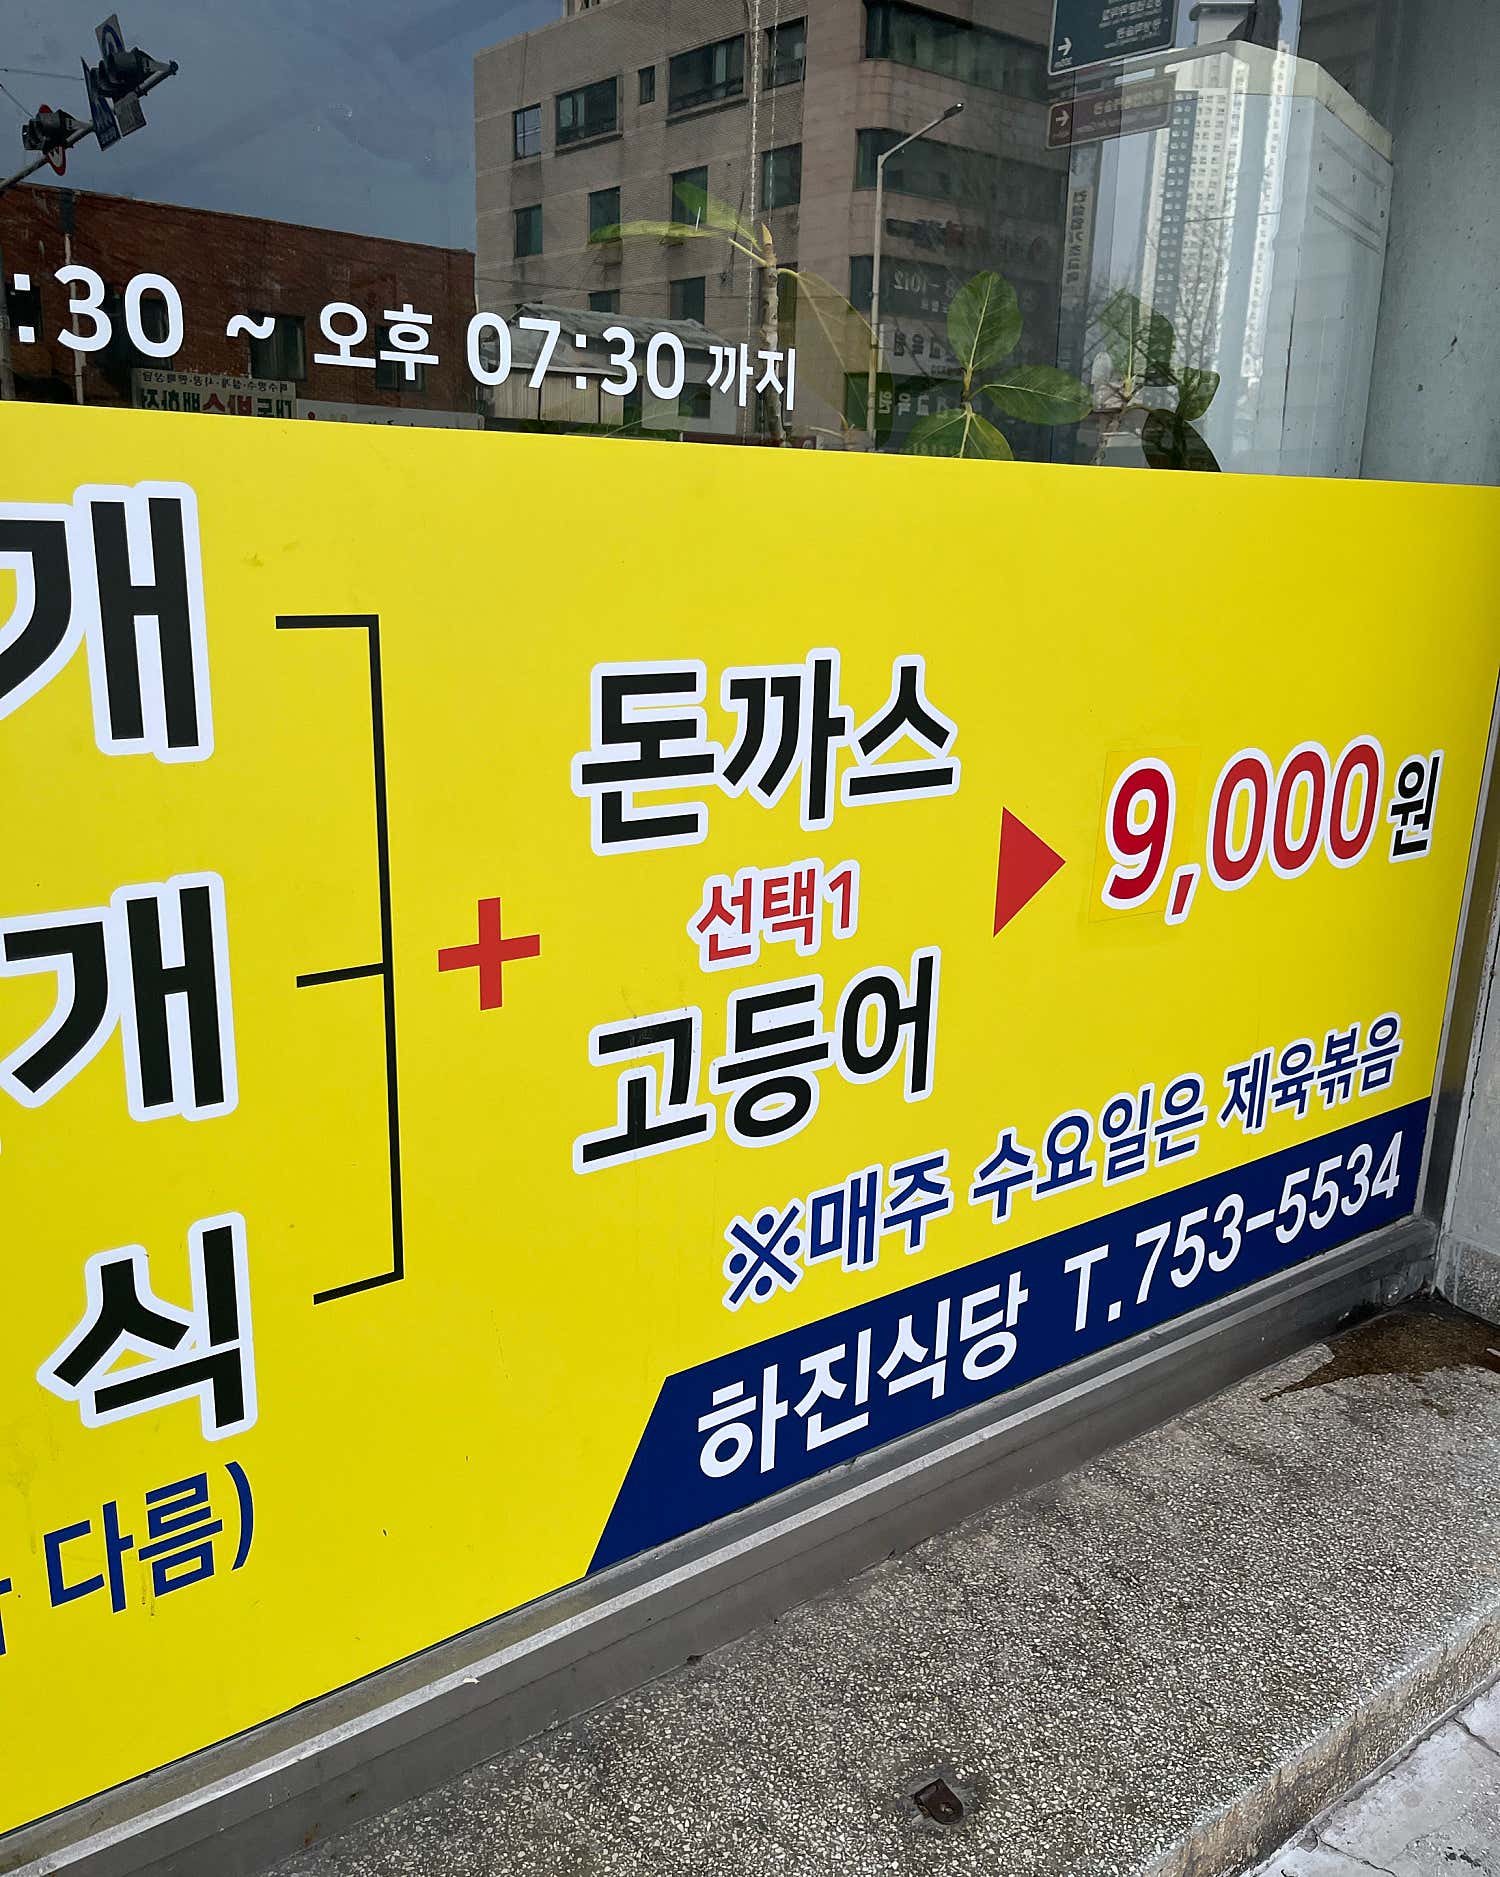 :30 ~ 오후 07:30 까지
개
개
식
다름)
+
돈까스
선택1
고등어
9,000원
※매주 수요일은 제육볶음
하진식당 T.753-5534